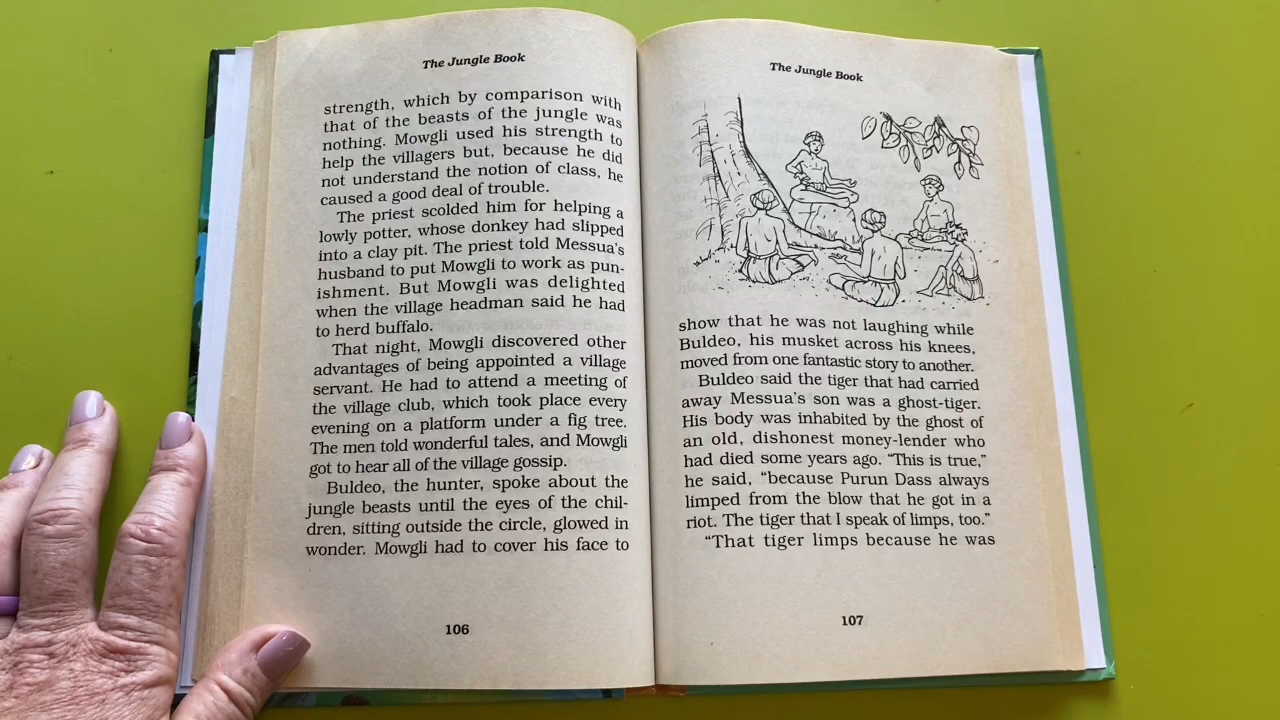 The Jungle Book
strength, which by comparison with
that of the beasts of the jungle was
nothing. Mowgli used his strength to
help the villagers but, because he did
not understand the notion of class, he
caused a good deal of trouble.
The priest scolded him for helping a
lowly potter, whose donkey had slipped
into a clay pit. The priest told Messua's
husband to put Mowgli to work as pun-
ishment. But Mowgli was delighted
when the village headman said he had
to herd buffalo.
That night, Mowgli discovered other
advantages of being appointed a village
servant. He had to attend a meeting of
the village club, which took place every
evening on a platform under a fig tree.
The men told wonderful tales, and Mowgli
got to hear all of the village gossip.
Buldeo, the hunter, spoke about the
jungle beasts until the eyes of the chil-
dren, sitting outside the circle, glowed in
wonder. Mowgli had to cover his face to
106
The Jungle Book
show that he was not laughing while
Buldeo, his musket across his knees,
moved from one fantastic story to another.
Buldeo said the tiger that had carried
away Messua's son was a ghost-tiger.
His body was inhabited by the ghost of
an old, dishonest money-lender who
had died some years ago. "This is true,"
he said, "because Purun Dass always
limped from the blow that he got in a
riot. The tiger that I speak of limps, too."
"That tiger limps because he was
107